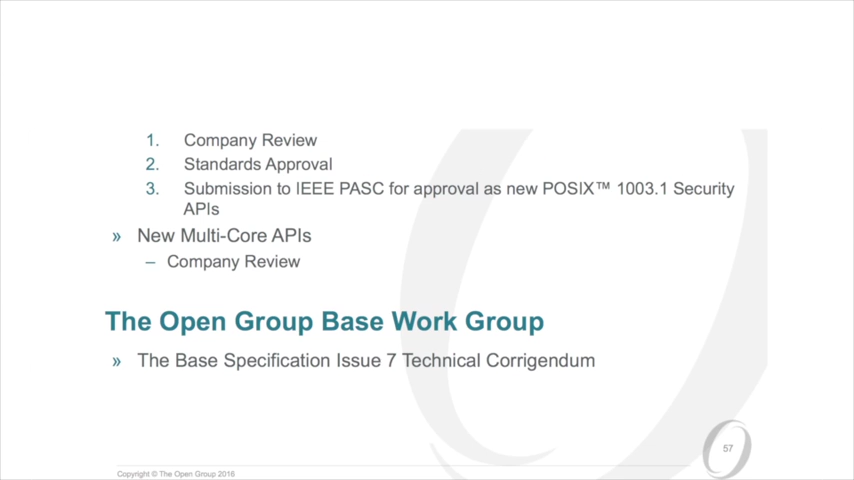 1. Company Review
2. Standards Approval
3. Submission to IEEE PASC for approval as new POSIX™ 1003.1 Security
APIs
» New Multi-Core APIs
– Company Review
The Open Group Base Work Group
» The Base Specification Issue 7 Technical Corrigendum
57
Copyright © The Open Group 2016